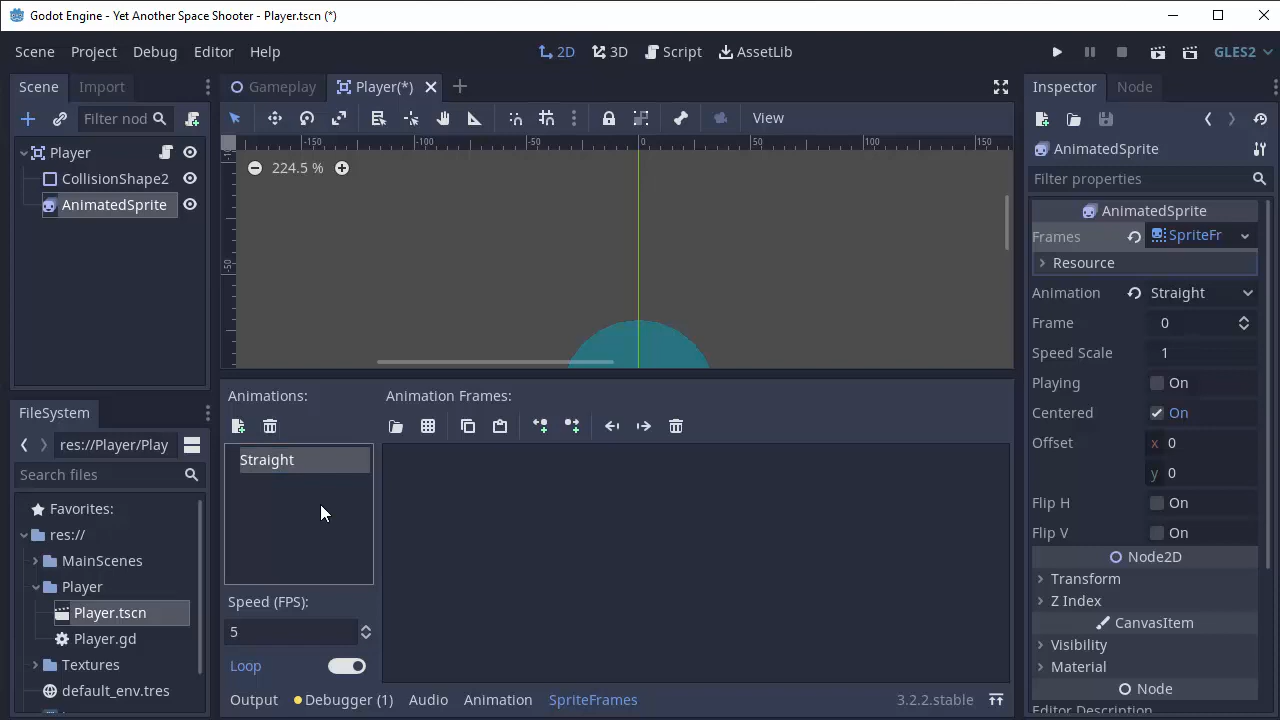 Godot Engine - Yet Another Space Shooter - Player.tscn (*)
Scene Project Debug Editor Help
2D 3D Script AssetLib
GLES2
Scene Import
Filter nod
Player
CollisionShape2
AnimatedSprite
FileSystem
res://Player/Play
Search files
Favorites:
res://
MainScenes
Player
Player.tscn
Player.gd
Textures
default_env.tres
Gameplay Player(*)
View
-150 -100 -50 0 50 100 150
-50
224.5 %
Animations:
Straight
Speed (FPS):
5
Loop
Animation Frames:
Output Debugger (1) Audio Animation SpriteFrames 3.2.2.stable
Inspector Node
AnimatedSprite
Filter properties
AnimatedSprite
Frames SpriteFr
Resource
Animation Straight
Frame 0
Speed Scale 1
Playing On
Centered On
Offset x 0
y 0
Flip H On
Flip V On
Node2D
Transform
Z Index
CanvasItem
Visibility
Material
Node
Editor Description